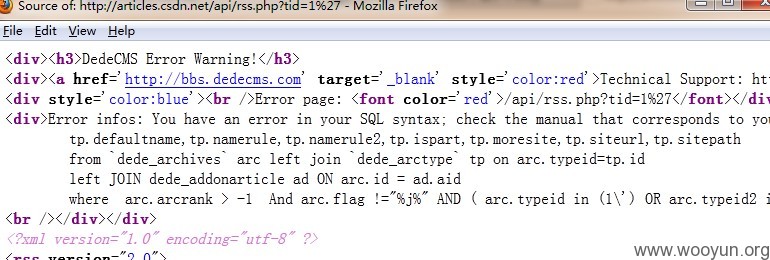 Source of: http://articles.csdn.net/api/rss.php?tid=1%27 - Mozilla Firefox
File Edit View Help
<div><h3>DedeCMS Error Warning!</h3>
<div><a href='http://bbs.dedecms.com' target='_blank' style='color:red'>Technical Support: ht
<div style='color:blue'><br />Error page: <font color='red'>/api/rss.php?tid=1%27</font></div
<div>Error infos: You have an error in your SQL syntax; check the manual that corresponds to yo
tp.defaultname,tp.namerule,tp.namerule2,tp.ispart,tp.moresite,tp.siteurl,tp.sitepath
from `dede_archives` arc left join `dede_arctype` tp on arc.typeid=tp.id
left JOIN dede_addonarticle ad ON arc.id = ad.aid
where arc.arcrank > -1 And arc.flag !="%j%" AND ( arc.typeid in (1\') OR arc.typeid2 i
<br /></div></div>
<?xml version="1.0" encoding="utf-8" ?>
<rss version="2.0">
www.wooyun.org